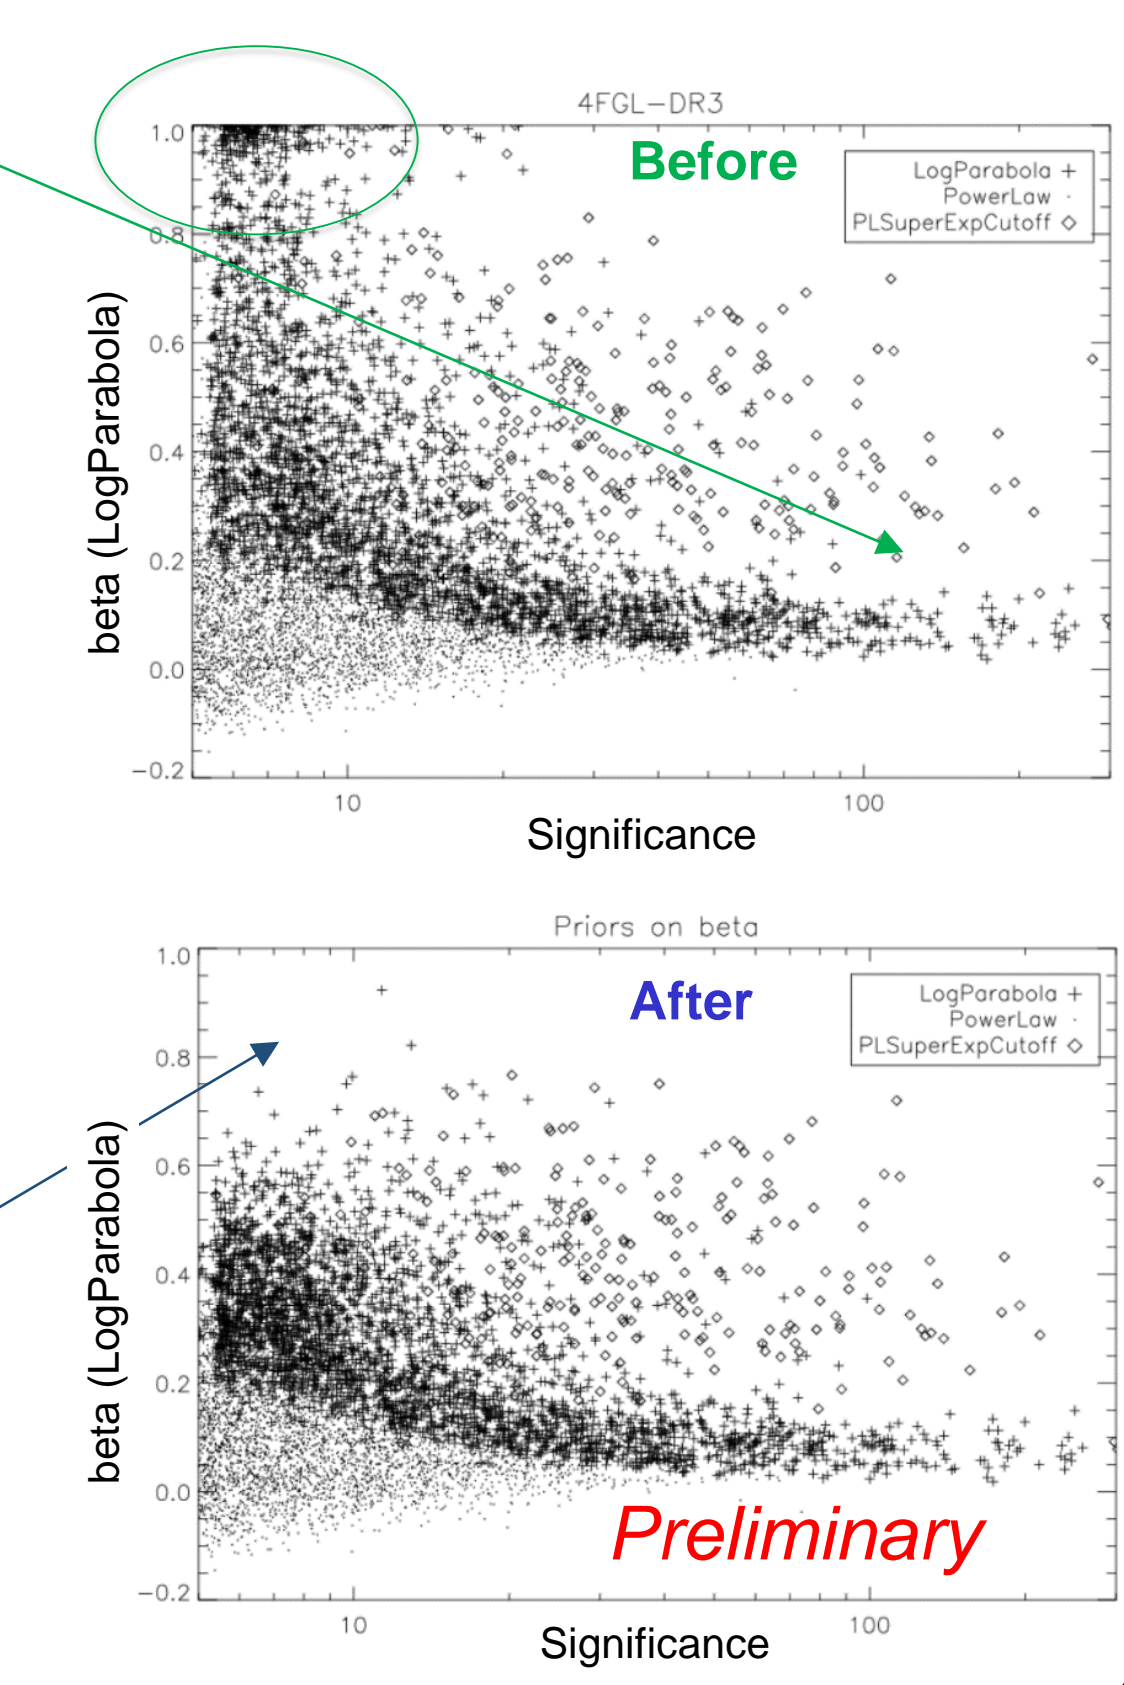 4FGL-DR3
Before
LogParabola +
PowerLaw ·
PLSuperExpCutoff ◇
1.0
0.8
0.6
0.4
0.2
0.0
-0.2
beta (LogParabola)
10
100
Significance
Priors on beta
After
LogParabola +
PowerLaw ·
PLSuperExpCutoff ◇
1.0
0.8
0.6
0.4
0.2
0.0
-0.2
beta (LogParabola)
Preliminary
10
100
Significance